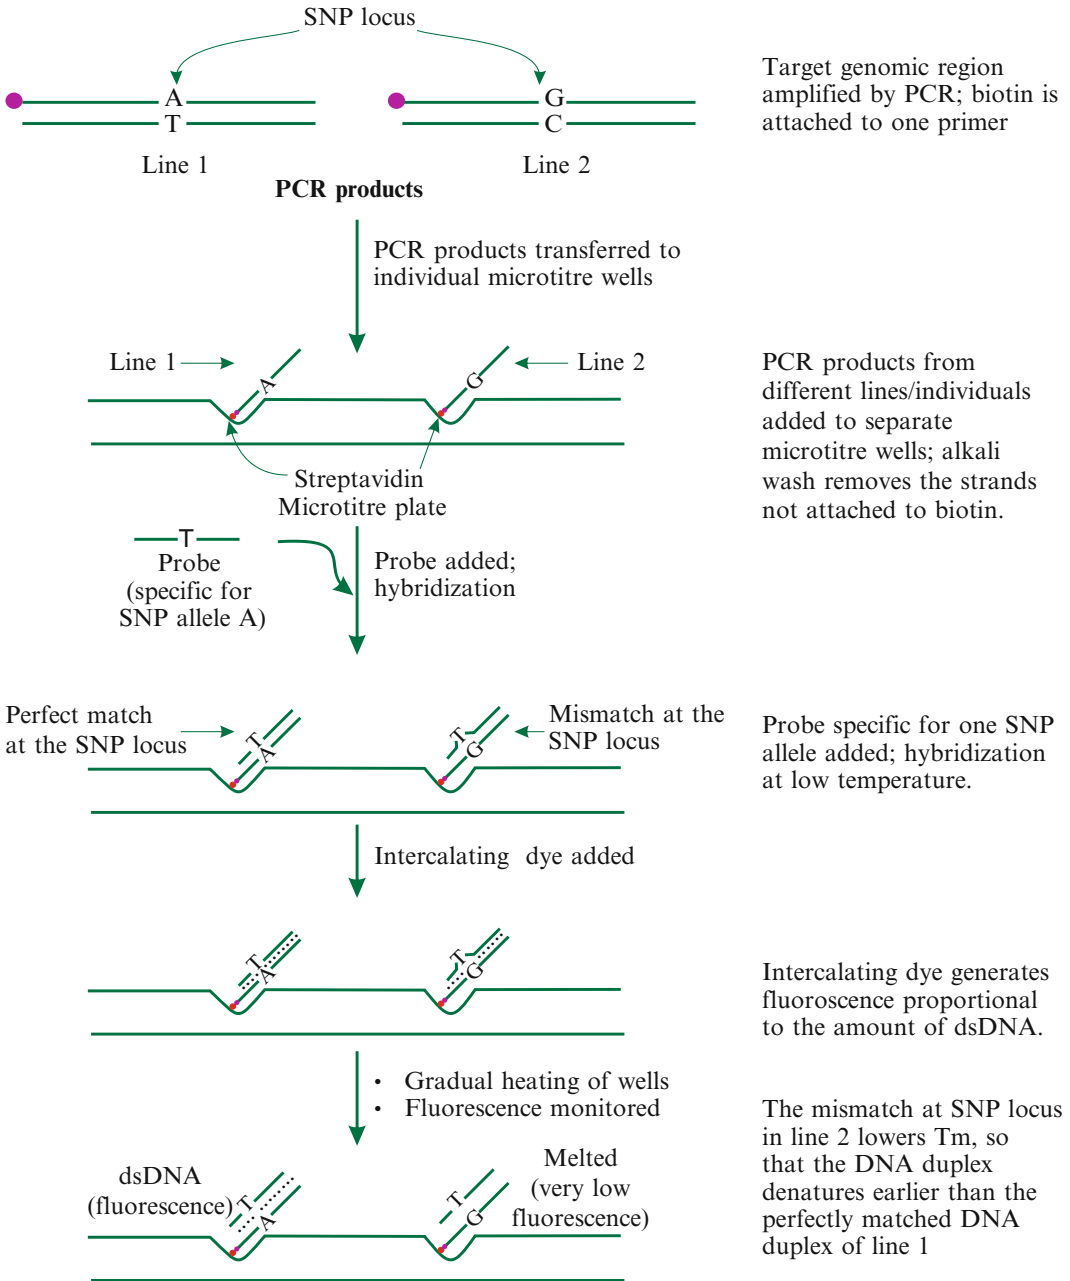 SNP locus
A
T
G
C
Line 1
Line 2
PCR products
Target genomic region
amplified by PCR; biotin is
attached to one primer
PCR products transferred to
individual microtitre wells
Line 1
A
G
Line 2
Streptavidin
Microtitre plate
PCR products from
different lines/individuals
added to separate
microtitre wells; alkali
wash removes the strands
not attached to biotin.
T
Probe
(specific for
SNP allele A)
Probe added;
hybridization
Perfect match
at the SNP locus
T
A
T
G
Mismatch at the
SNP locus
Probe specific for one SNP
allele added; hybridization
at low temperature.
Intercalating dye added
T
A
T
G
Intercalating dye generates
fluoroscence proportional
to the amount of dsDNA.
• Gradual heating of wells
• Fluorescence monitored
dsDNA
(fluorescence)
T
A
T
G
Melted
(very low
fluorescence)
The mismatch at SNP locus
in line 2 lowers Tm, so
that the DNA duplex
denatures earlier than the
perfectly matched DNA
duplex of line 1